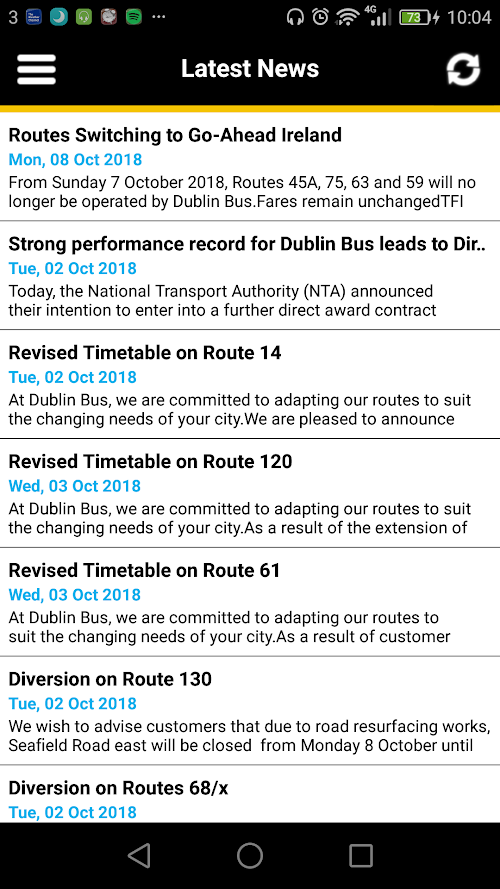 3 4G 73 10:04
Latest News
Routes Switching to Go-Ahead Ireland
Mon, 08 Oct 2018
From Sunday 7 October 2018, Routes 45A, 75, 63 and 59 will no
longer be operated by Dublin Bus.Fares remain unchangedTFI
Strong performance record for Dublin Bus leads to Dir..
Tue, 02 Oct 2018
Today, the National Transport Authority (NTA) announced
their intention to enter into a further direct award contract
Revised Timetable on Route 14
Tue, 02 Oct 2018
At Dublin Bus, we are committed to adapting our routes to suit
the changing needs of your city.We are pleased to announce
Revised Timetable on Route 120
Wed, 03 Oct 2018
At Dublin Bus, we are committed to adapting our routes to suit
the changing needs of your city.As a result of the extension of
Revised Timetable on Route 61
Wed, 03 Oct 2018
At Dublin Bus, we are committed to adapting our routes to
suit the changing needs of your city.As a result of customer
Diversion on Route 130
Tue, 02 Oct 2018
We wish to advise customers that due to road resurfacing works,
Seafield Road east will be closed  from Monday 8 October until
Diversion on Routes 68/x
Tue, 02 Oct 2018